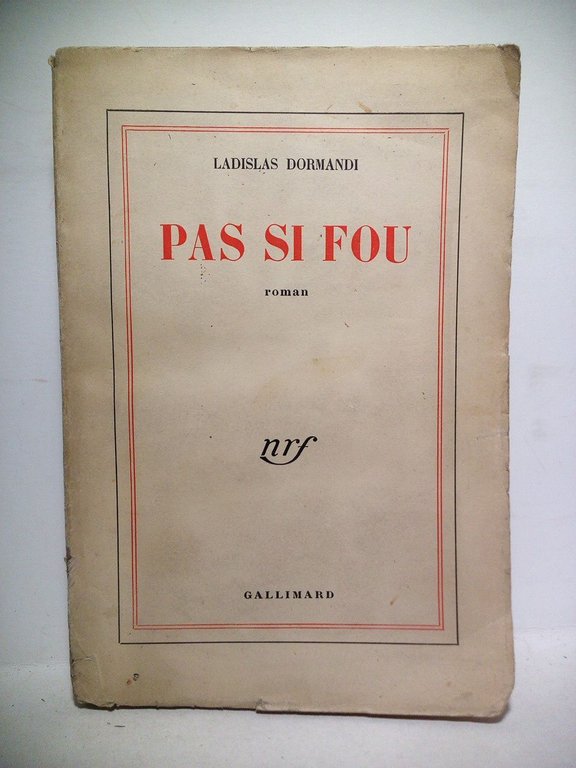 LADISLAS DORMANDI
PAS SI FOU
roman
nrf
GALLIMARD